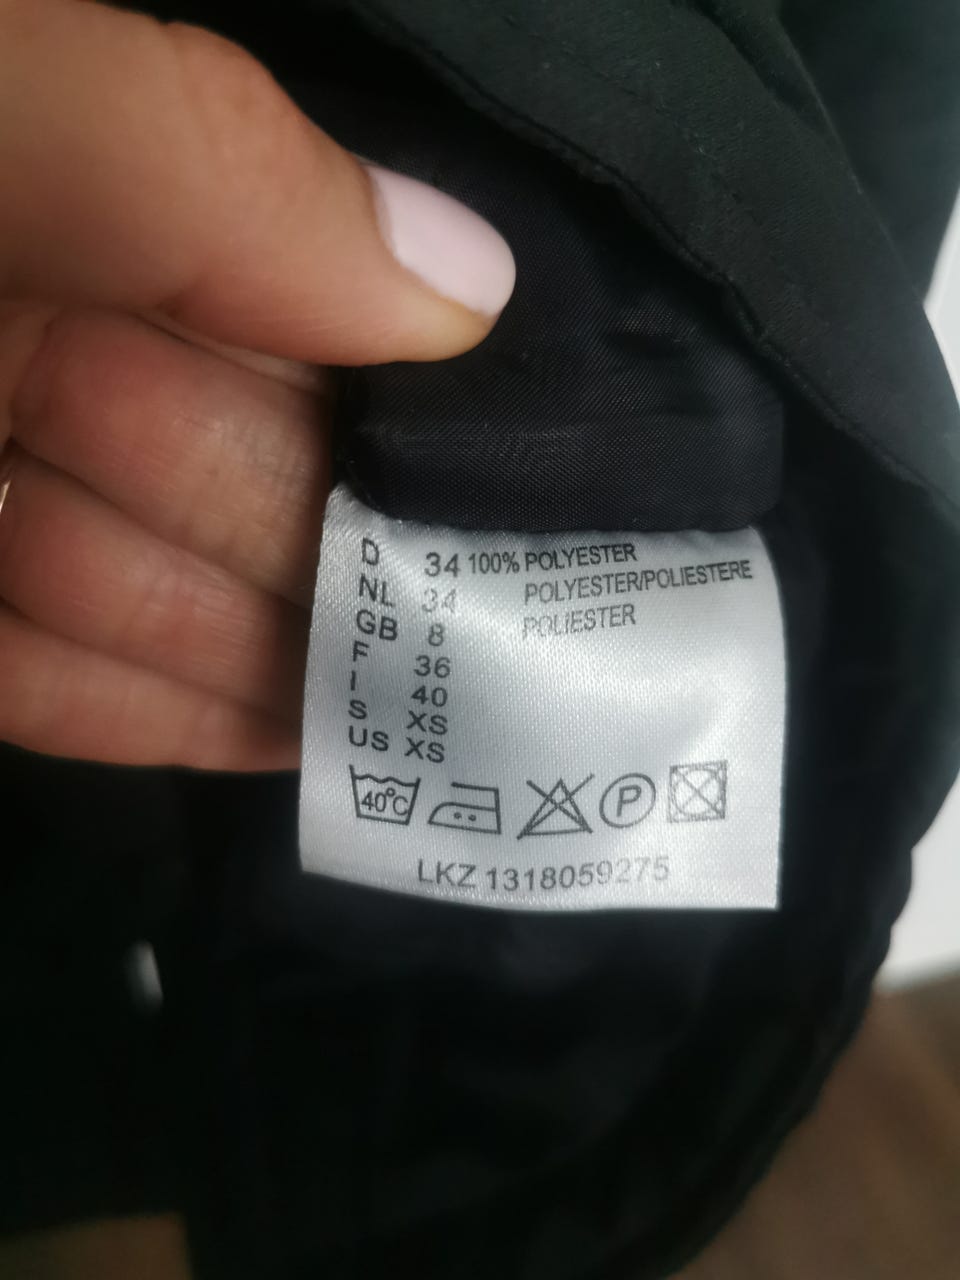 D 34 100% POLYESTER
NL 34 POLYESTER/POLIESTERE
GB 8 POLIESTER
F 36
I 40
S XS
US XS
40°C P
LKZ 1318059275